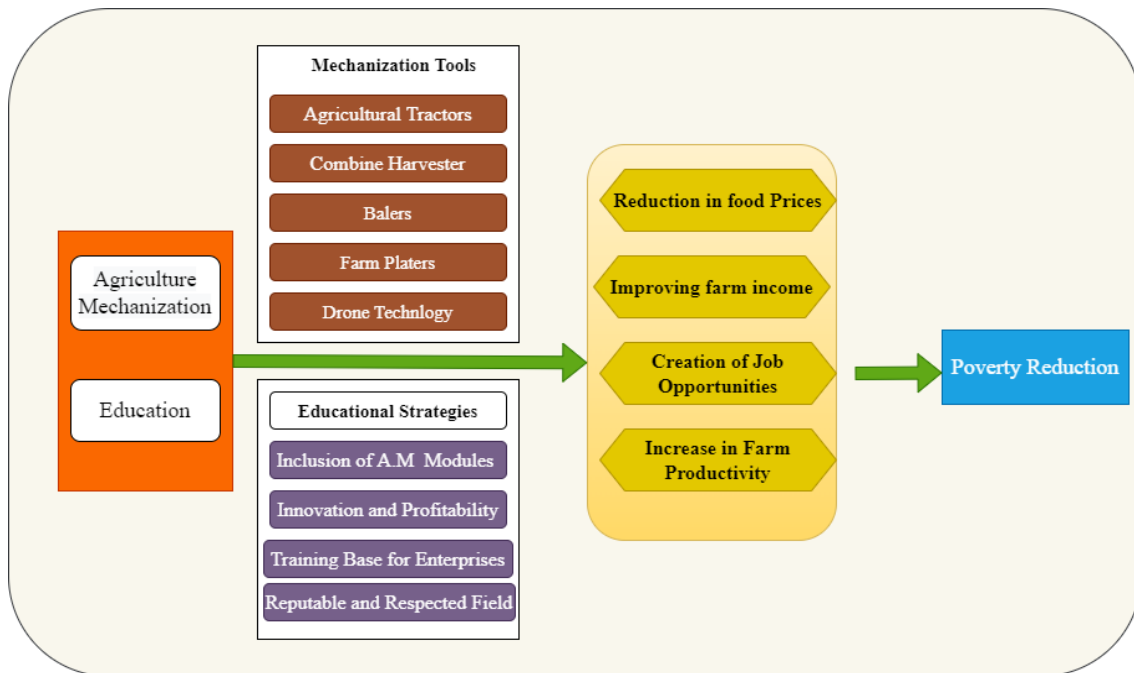 Agriculture
Mechanization
Education
Mechanization Tools
Agricultural Tractors
Combine Harvester
Balers
Farm Platers
Drone Technlogy
Educational Strategies
Inclusion of A.M Modules
Innovation and Profitability
Training Base for Enterprises
Reputable and Respected Field
Reduction in food Prices
Improving farm income
Creation of Job
Opportunities
Increase in Farm
Productivity
Poverty Reduction